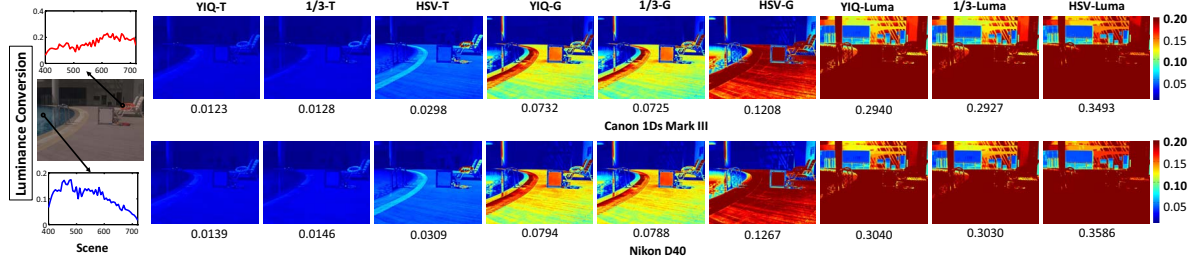 YIQ-T 1/3-T HSV-T YIQ-G 1/3-G HSV-G YIQ-Luma 1/3-Luma HSV-Luma
Luminance Conversion
0.4
0.2
0
400 500 600 700
0.2
0.1
0
400 500 600 700
Scene
0.20
0.15
0.10
0.05
0.0123 0.0128 0.0298 0.0732 0.0725 0.1208 0.2940 0.2927 0.3493
Canon 1Ds Mark III
0.20
0.15
0.10
0.05
0.0139 0.0146 0.0309 0.0794 0.0788 0.1267 0.3040 0.3030 0.3586
Nikon D40